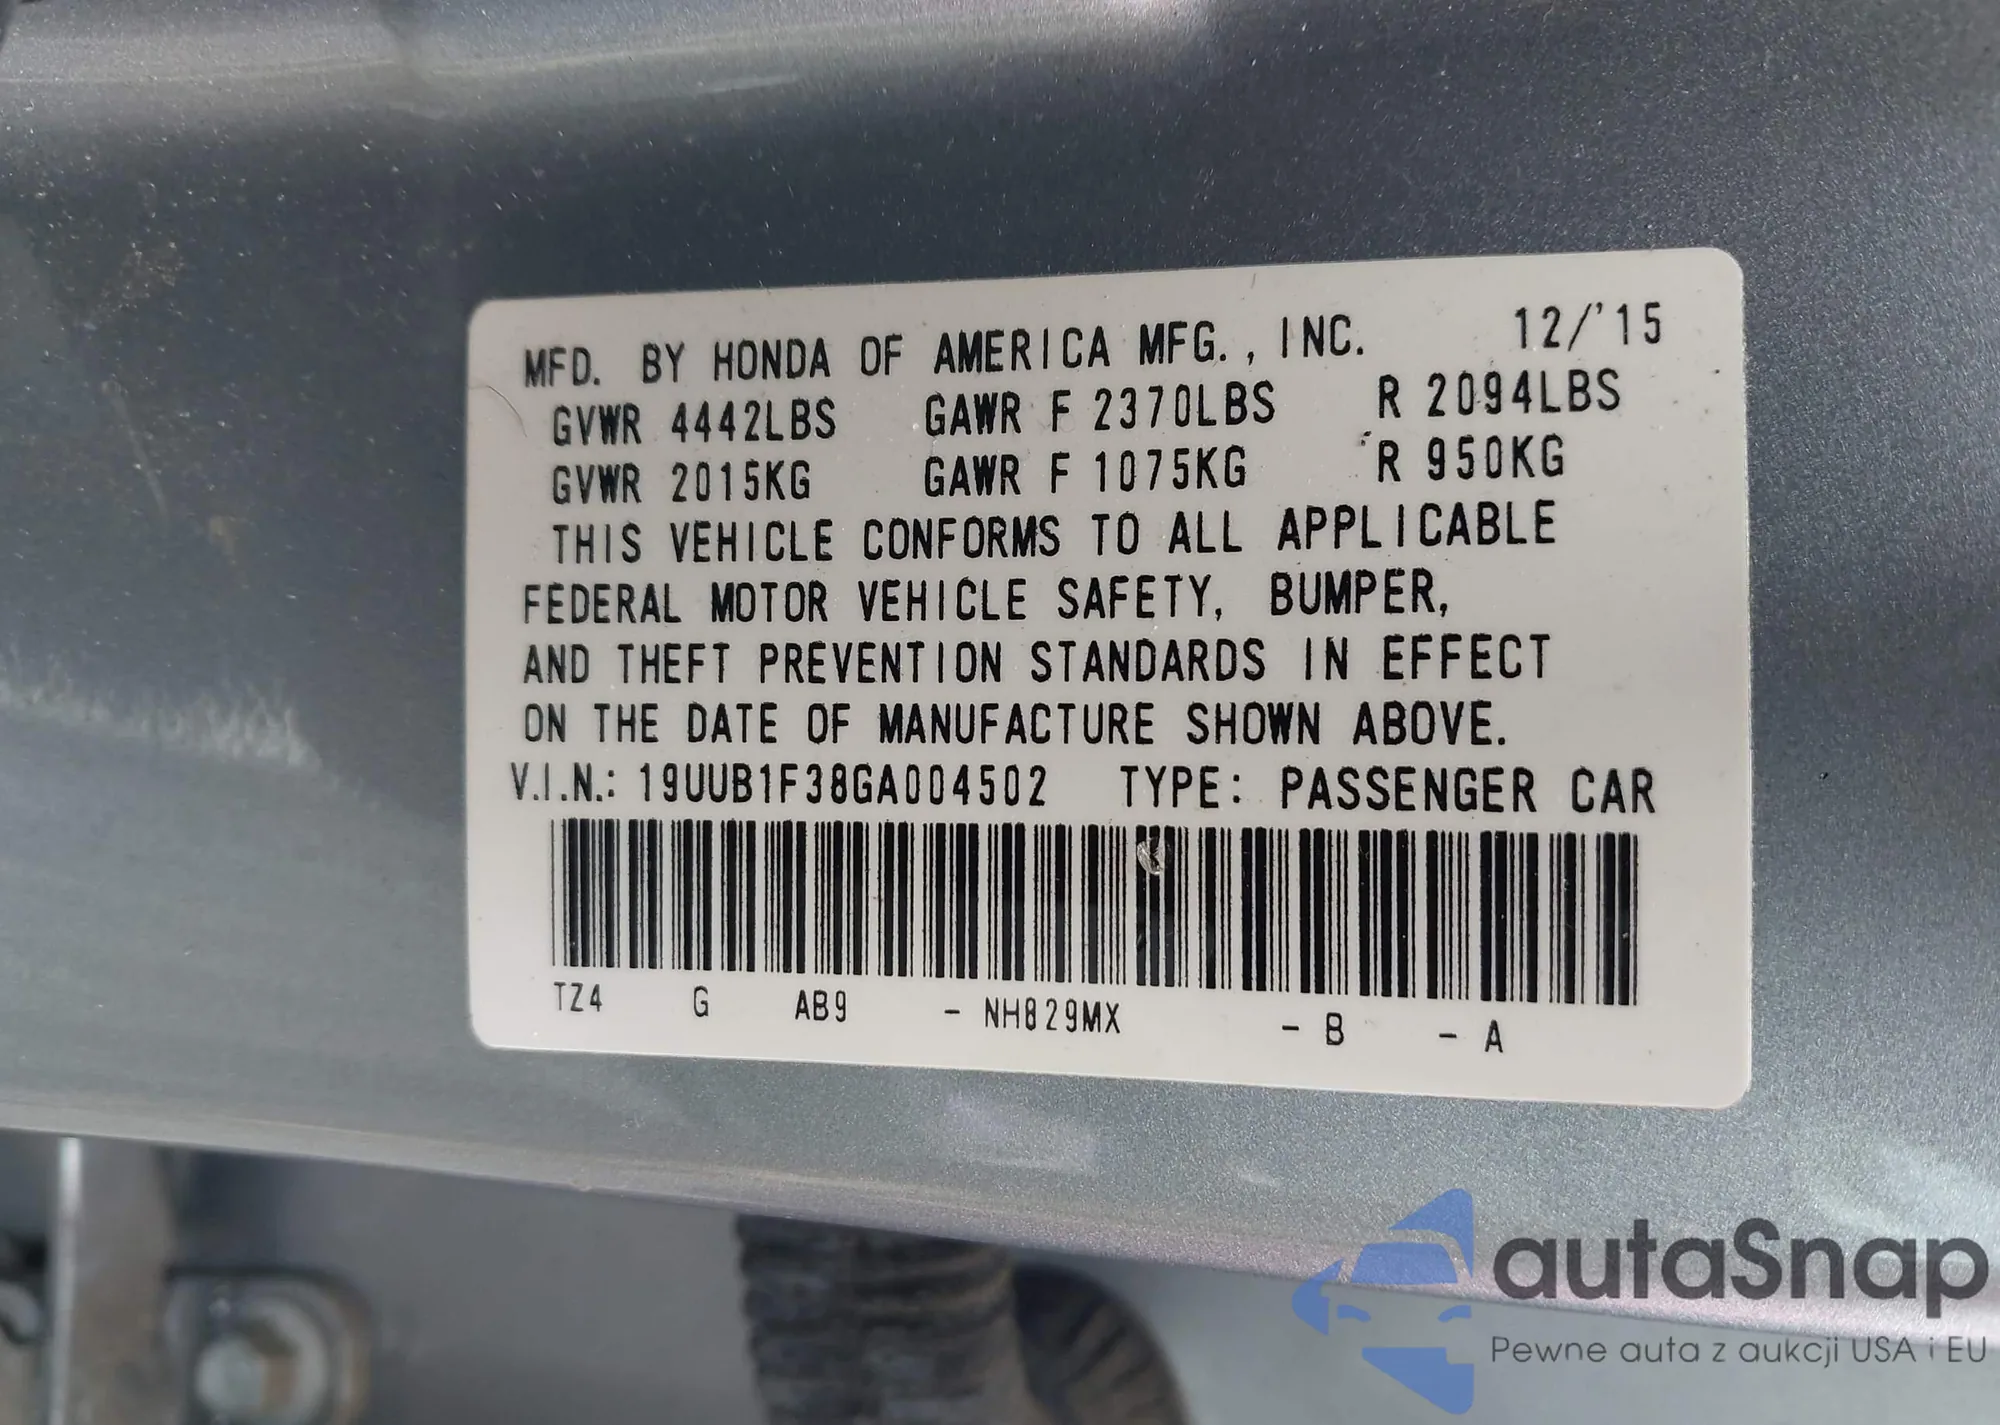 MFD. BY HONDA OF AMERICA MFG., INC. 12/'15
GVWR 4442LBS GAWR F 2370LBS R 2094LBS
GVWR 2015KG GAWR F 1075KG R 950KG
THIS VEHICLE CONFORMS TO ALL APPLICABLE
FEDERAL MOTOR VEHICLE SAFETY, BUMPER,
AND THEFT PREVENTION STANDARDS IN EFFECT
ON THE DATE OF MANUFACTURE SHOWN ABOVE.
V.I.N.: 19UUB1F38GA004502 TYPE: PASSENGER CAR
TZ4 G AB9 - NH829MX - B - A
autaSnap
Pewne auta z aukcji USA i EU